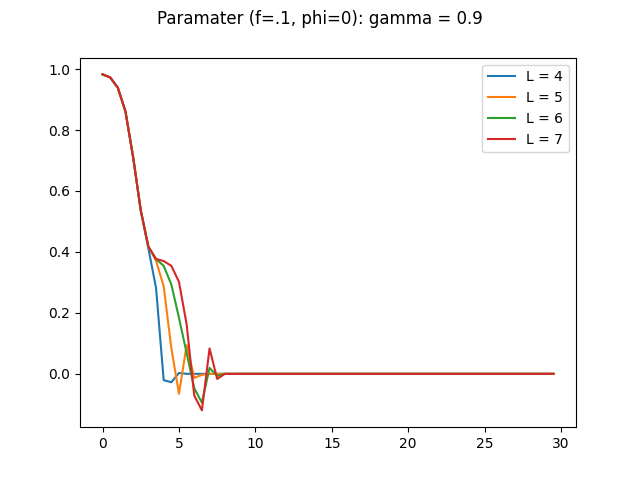 Paramater (f=.1, phi=0): gamma = 0.9
1.0
0.8
0.6
0.4
0.2
0.0
0
5
10
15
20
25
30
L = 4
L = 5
L = 6
L = 7